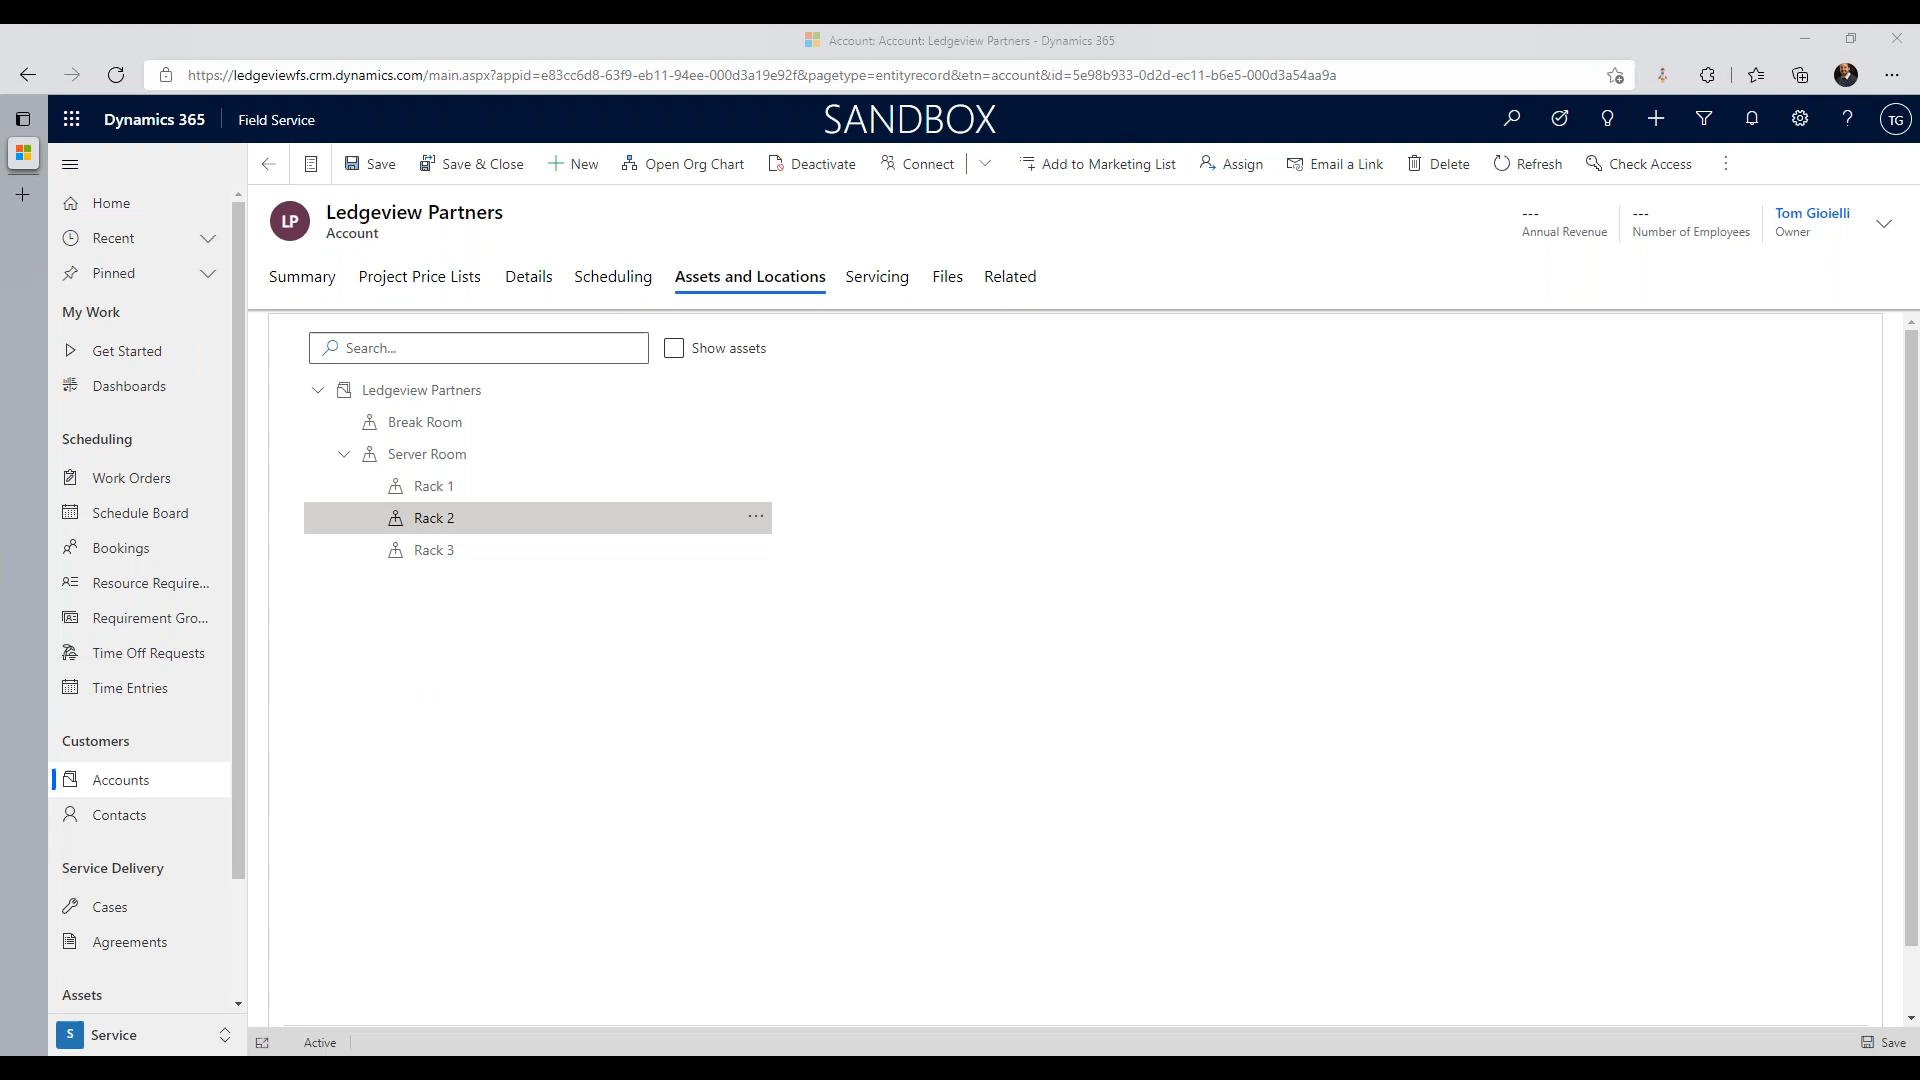 Account: Account: Ledgeview Partners - Dynamics 365
https://ledgeviewfs.crm.dynamics.com/main.aspx?appid=e83cc6d8-63f9-eb11-94ee-000d3a19e92f&pagetype=entityrecord&etn=account&id=5e98b933-0d2d-ec11-b6e5-000d3a54aa9a
Dynamics 365 Field Service SANDBOX TG
Save Save & Close New Open Org Chart Deactivate Connect Add to Marketing List Assign Email a Link Delete Refresh Check Access
LP Ledgeview Partners
Account
--- --- Tom Gioielli
Annual Revenue Number of Employees Owner
Summary Project Price Lists Details Scheduling Assets and Locations Servicing Files Related
Home
Recent
Pinned
My Work
Get Started
Dashboards
Scheduling
Work Orders
Schedule Board
Bookings
Resource Require...
Requirement Gro...
Time Off Requests
Time Entries
Customers
Accounts
Contacts
Service Delivery
Cases
Agreements
Assets
S Service
Search... Show assets
Ledgeview Partners
Break Room
Server Room
Rack 1
Rack 2 ...
Rack 3
Active Save